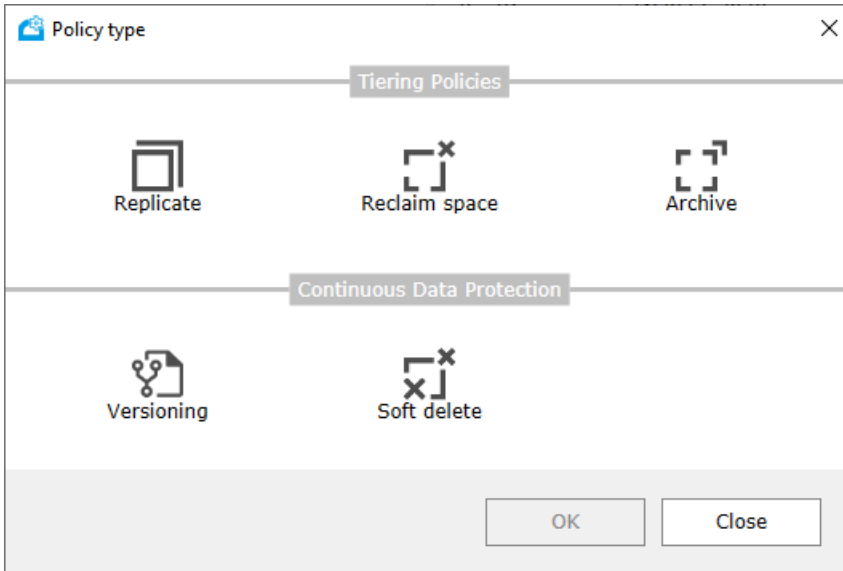 Policy type
Tiering Policies
Replicate
Reclaim space
Archive
Continuous Data Protection
Versioning
Soft delete
OK
Close